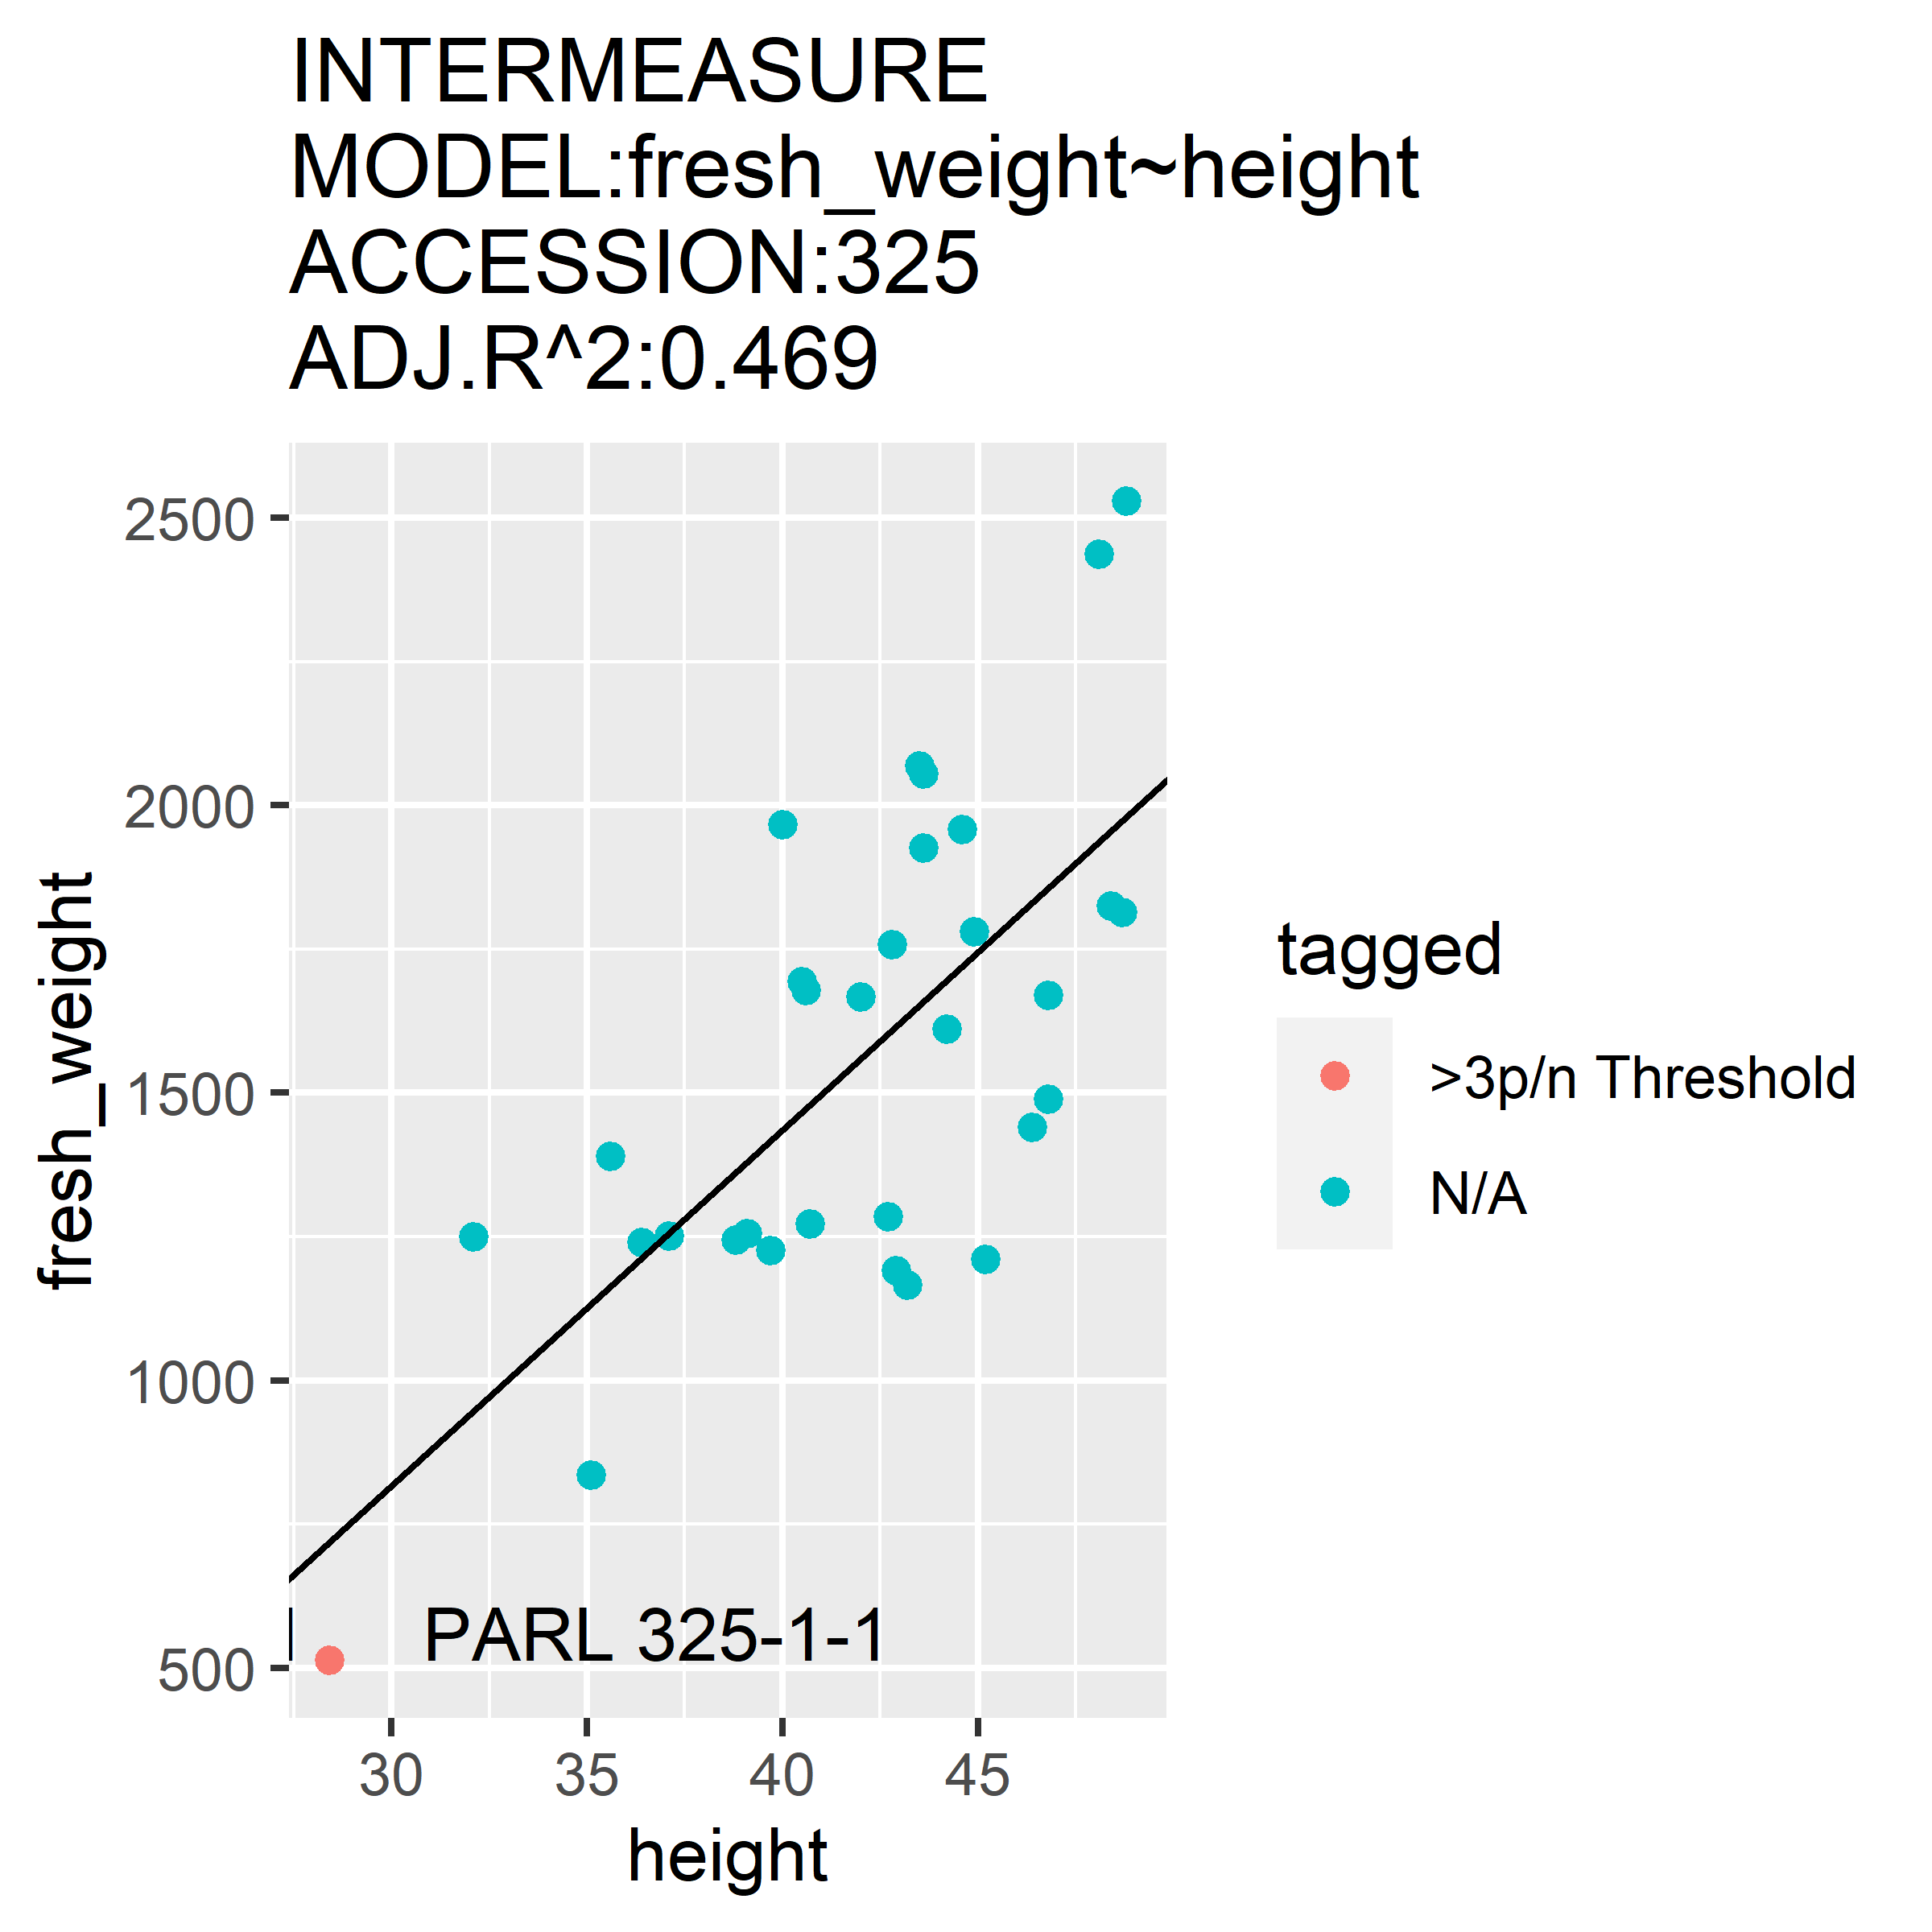 INTERMEASURE
MODEL:fresh_weight~height
ACCESSION:325
ADJ.R^2:0.469
2500
2000
1500
1000
500
fresh_weight
PARL 325-1-1
30 35 40 45
height
tagged
>3p/n Threshold
N/A